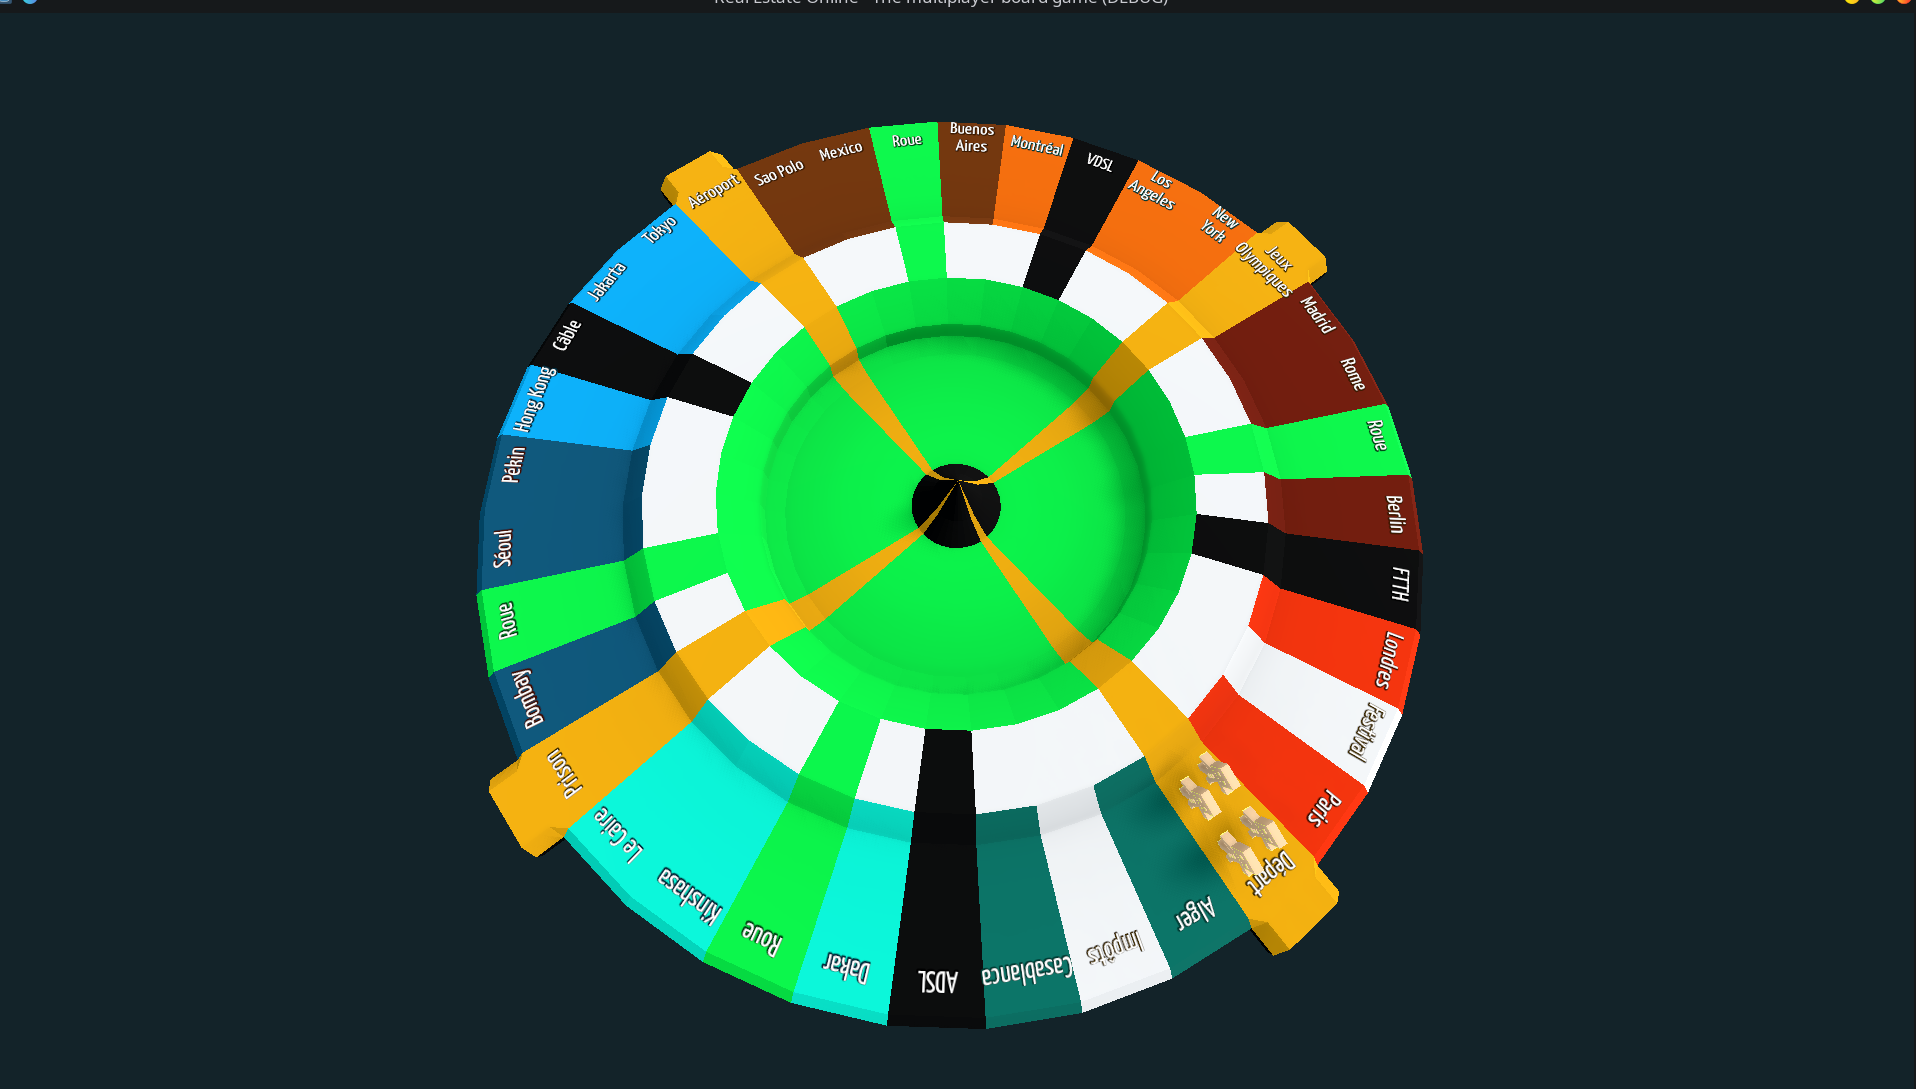 Real Estate Online - The multiplayer board game (DEBUG)
Buenos
Aires
Montréal
VDSL
Los
Angeles
New
York
Jeux
Olympiques
Madrid
Rome
Roue
Berlin
FTTH
Londres
Festival
Paris
Départ
Alger
Impôts
Casablanca
ADSL
Dakar
Roue
Kinshasa
Le Caire
Prison
Bombay
Roue
Séoul
Pékin
Hong Kong
Câble
Jakarta
Tokyo
Aéroport
Sao Polo
Mexico
Roue